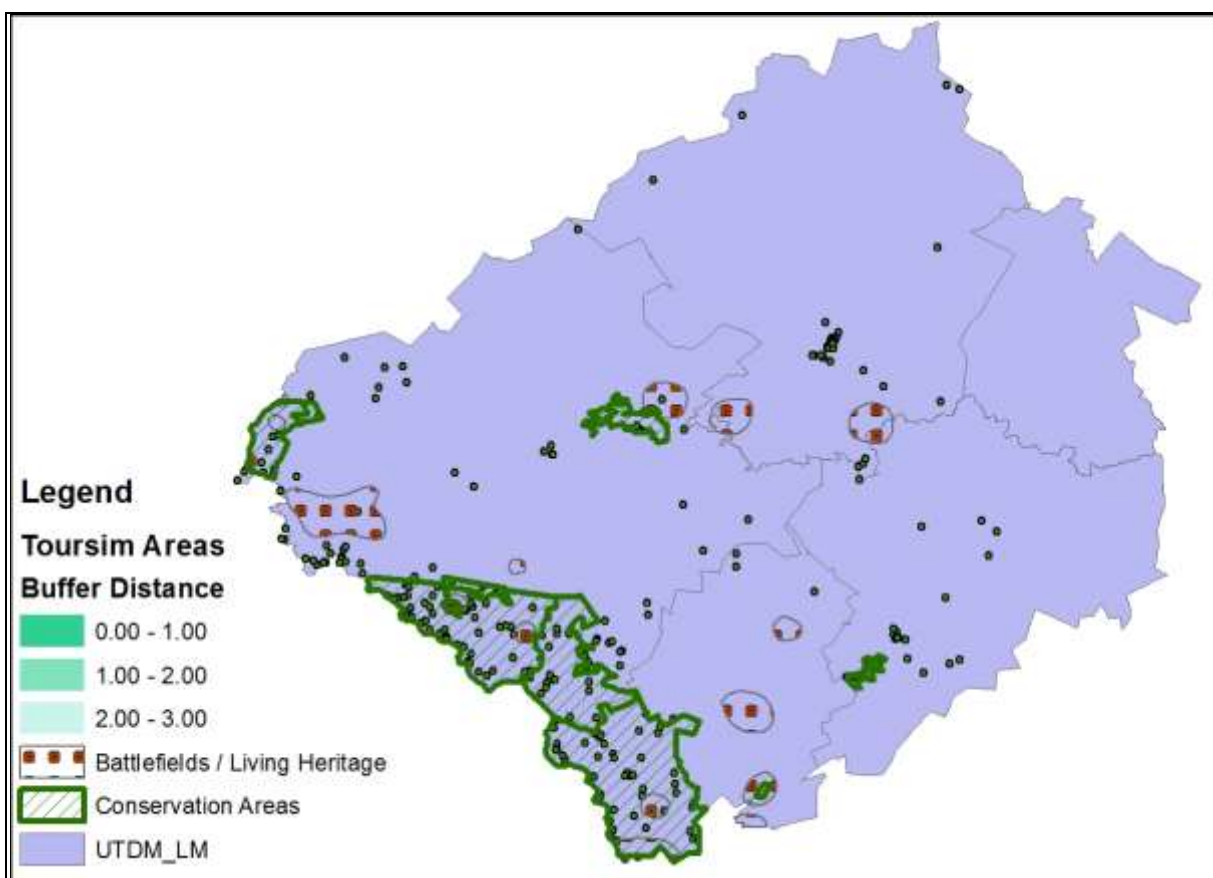 Legend
Toursim Areas
Buffer Distance
0.00 - 1.00
1.00 - 2.00
2.00 - 3.00
Battlefields / Living Heritage
Conservation Areas
UTDM_LM